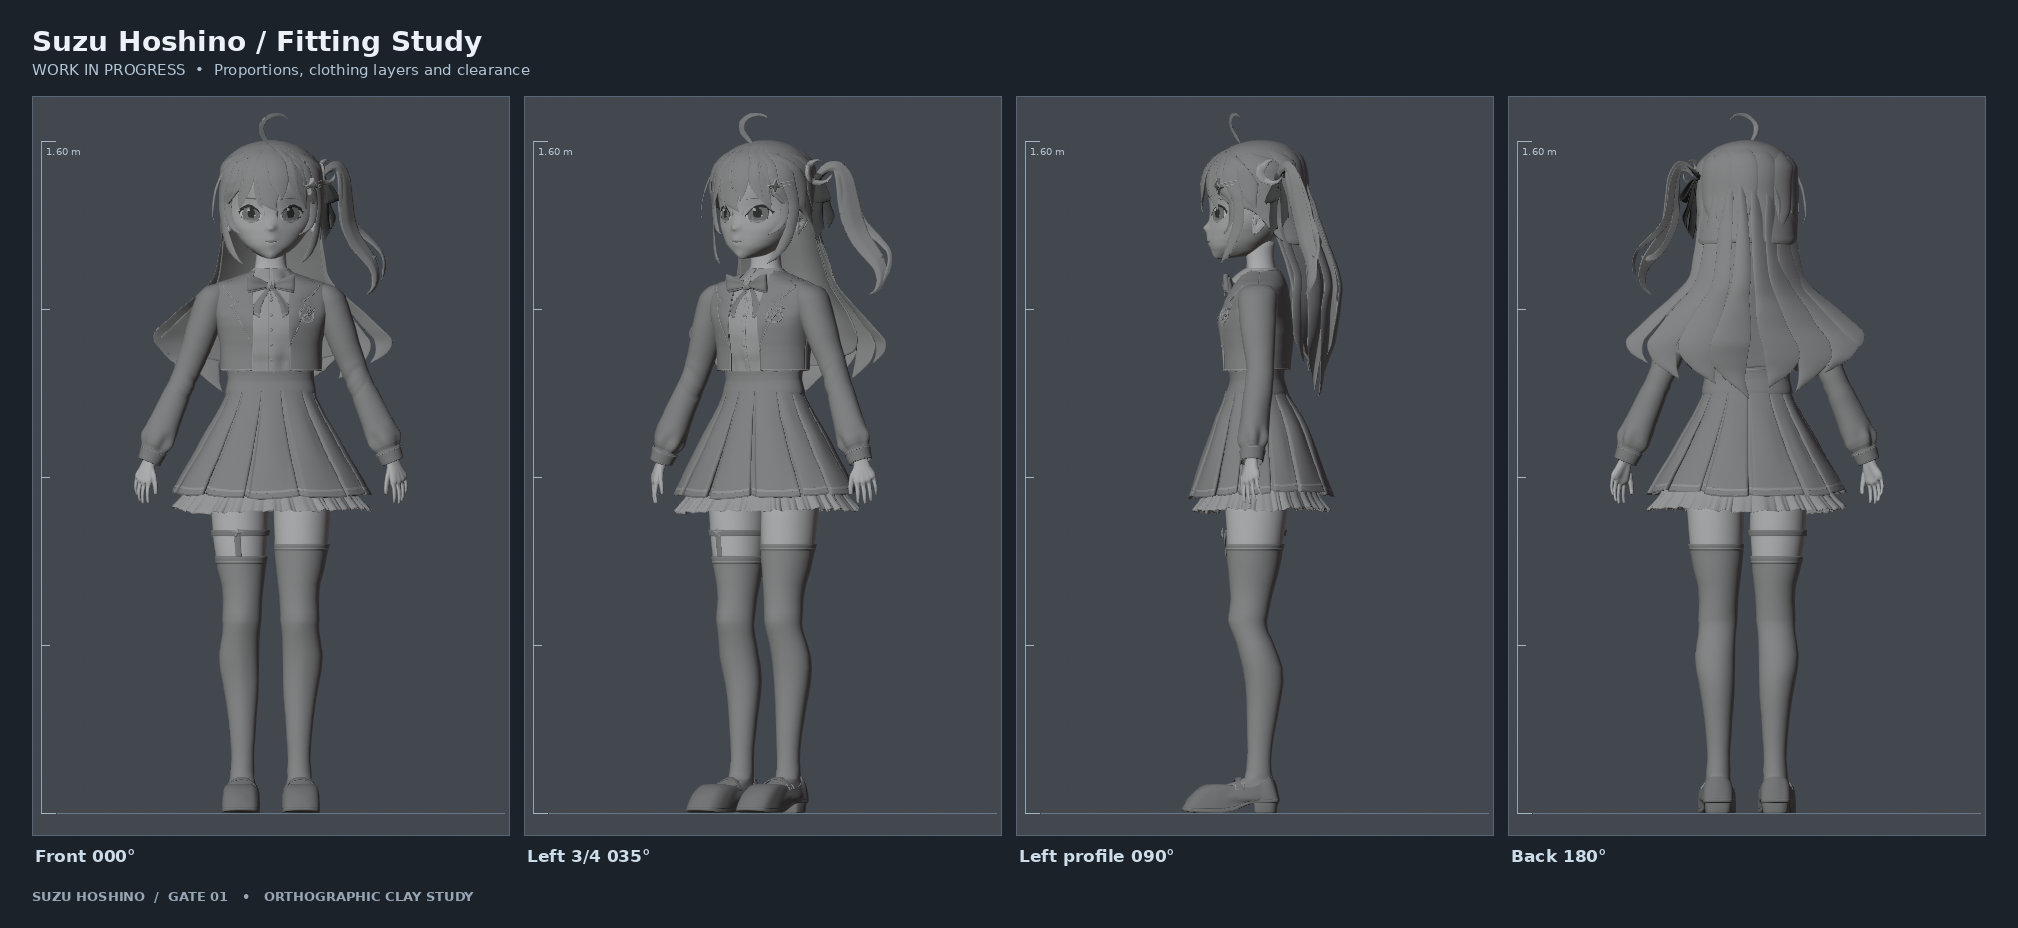 Suzu Hoshino / Fitting Study
WORK IN PROGRESS • Proportions, clothing layers and clearance
1.60 m
1.60 m
1.60 m
1.60 m
Front 000°
Left 3/4 035°
Left profile 090°
Back 180°
SUZU HOSHINO / GATE 01 • ORTHOGRAPHIC CLAY STUDY